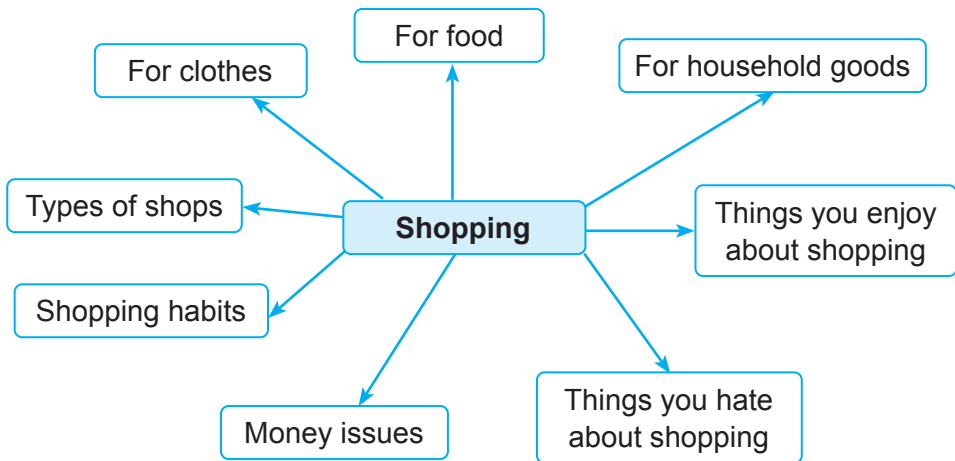 For food
For clothes
For household goods
Types of shops
Shopping
Things you enjoy
about shopping
Shopping habits
Things you hate
about shopping
Money issues